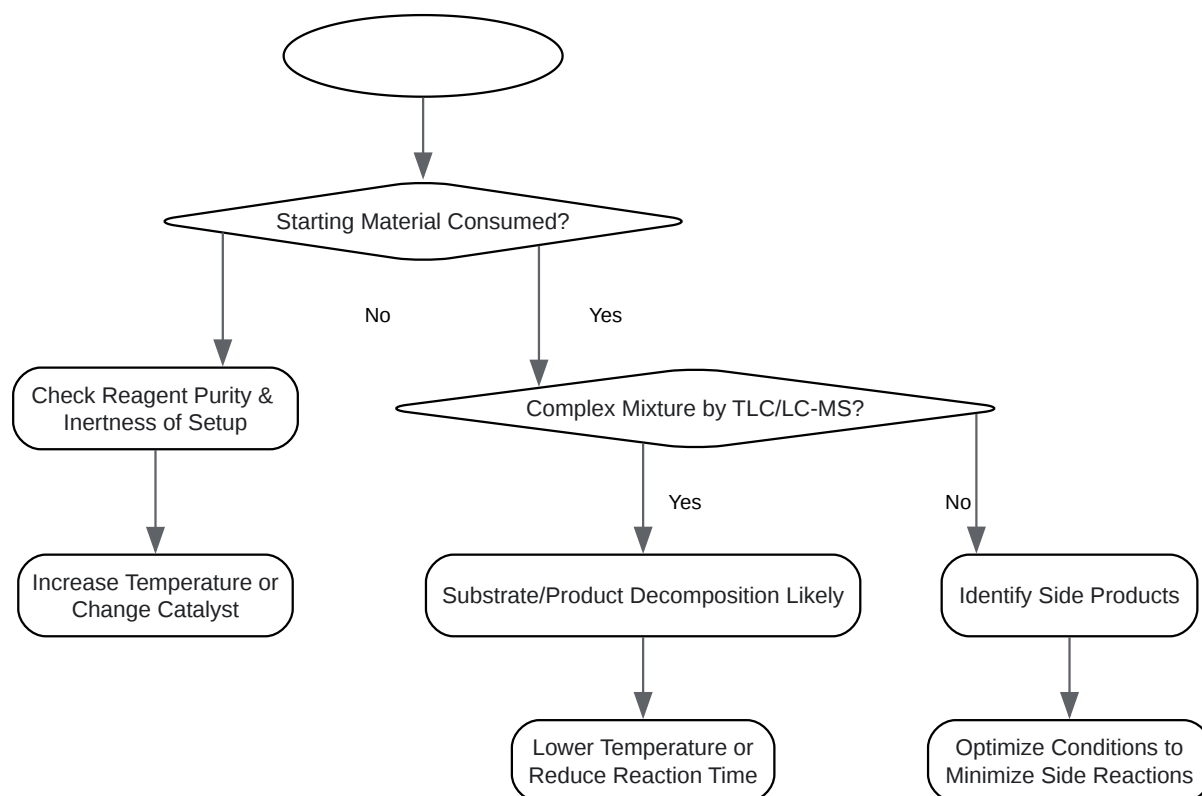 Starting Material Consumed?
No
Yes
Check Reagent Purity &
Inertness of Setup
Complex Mixture by TLC/LC-MS?
Yes
No
Increase Temperature or
Change Catalyst
Substrate/Product Decomposition Likely
Identify Side Products
Lower Temperature or
Reduce Reaction Time
Optimize Conditions to
Minimize Side Reactions